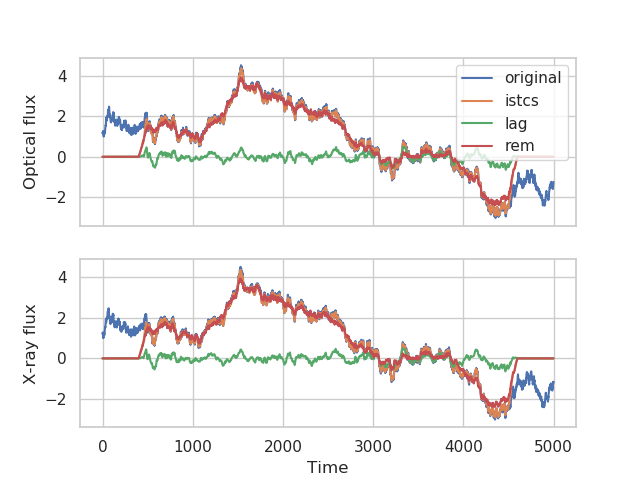 4
2
0
−2
Optical flux
original
istcs
lag
rem
4
2
0
−2
X-ray flux
0
1000
2000
3000
4000
5000
Time